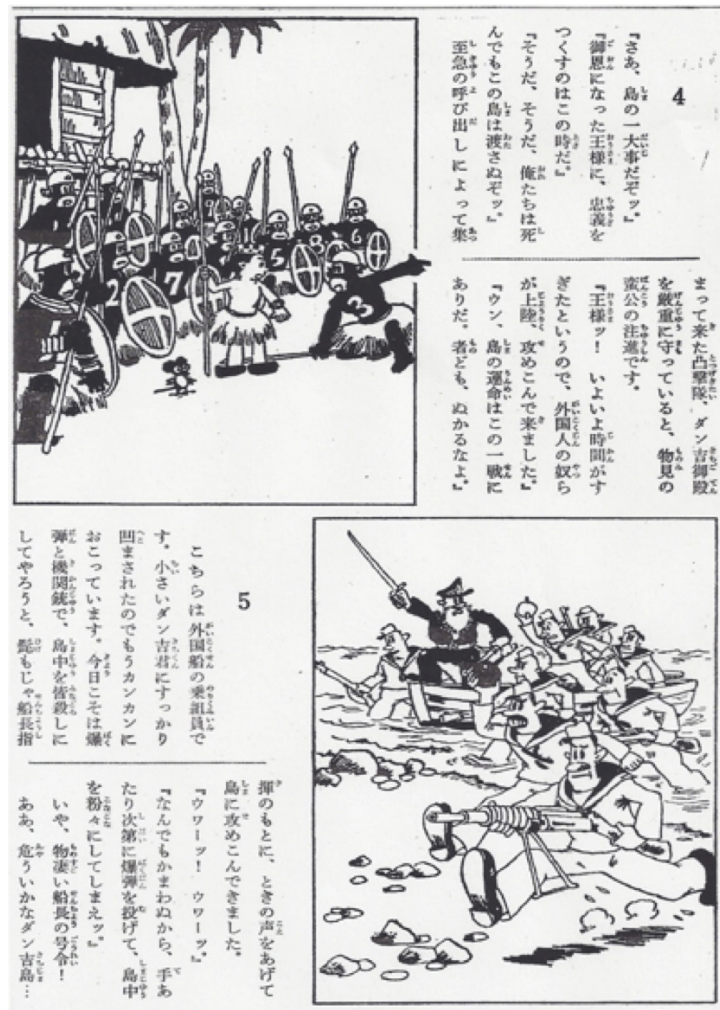 4
『さあ、島の一大事だぞッ。』
『御恩になった王様に、忠義を
つくすのはこの時だ。』
『そうだ、そうだ、俺たちは死
んでもこの島は渡さぬぞッ。』
至急の呼び出しによって集
まって来た凸撃隊、ダン吉御殿
を厳重に守っていると、物見の
蛮公の注進です。
『王様ッ！　いよいよ時間がす
ぎたというので、外国人の奴ら
が上陸、攻めこんで来ました。』
『ウン、島の運命はこの一戦に
ありだ。者ども、ぬかるなよ。』
1
5
8
6
7
2
3
5
こちらは外国船の乗組員で
す。小さいダン吉君にすっかり
凹まされたのでもうカンカンに
おこっています。今日こそは爆
弾と機関銃で、島中を皆殺しに
してやろうと、髭もじゃ船長指
揮のもとに、ときの声をあげて
島に攻めこんできました。
『ウワーッ！　ウワーッ。』
『なんでもかまわぬから、手あ
たり次第に爆弾を投げて、島中
を粉々にしてしまえッ。』
いや、物凄い船長の号令！
ああ、危ういかなダン吉島…